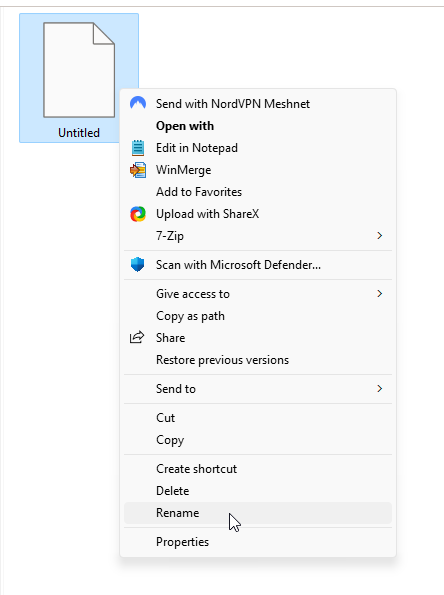 Untitled
Send with NordVPN Meshnet
Open with
Edit in Notepad
WinMerge
Add to Favorites
Upload with ShareX
7-Zip
Scan with Microsoft Defender...
Give access to
Copy as path
Share
Restore previous versions
Send to
Cut
Copy
Create shortcut
Delete
Rename
Properties